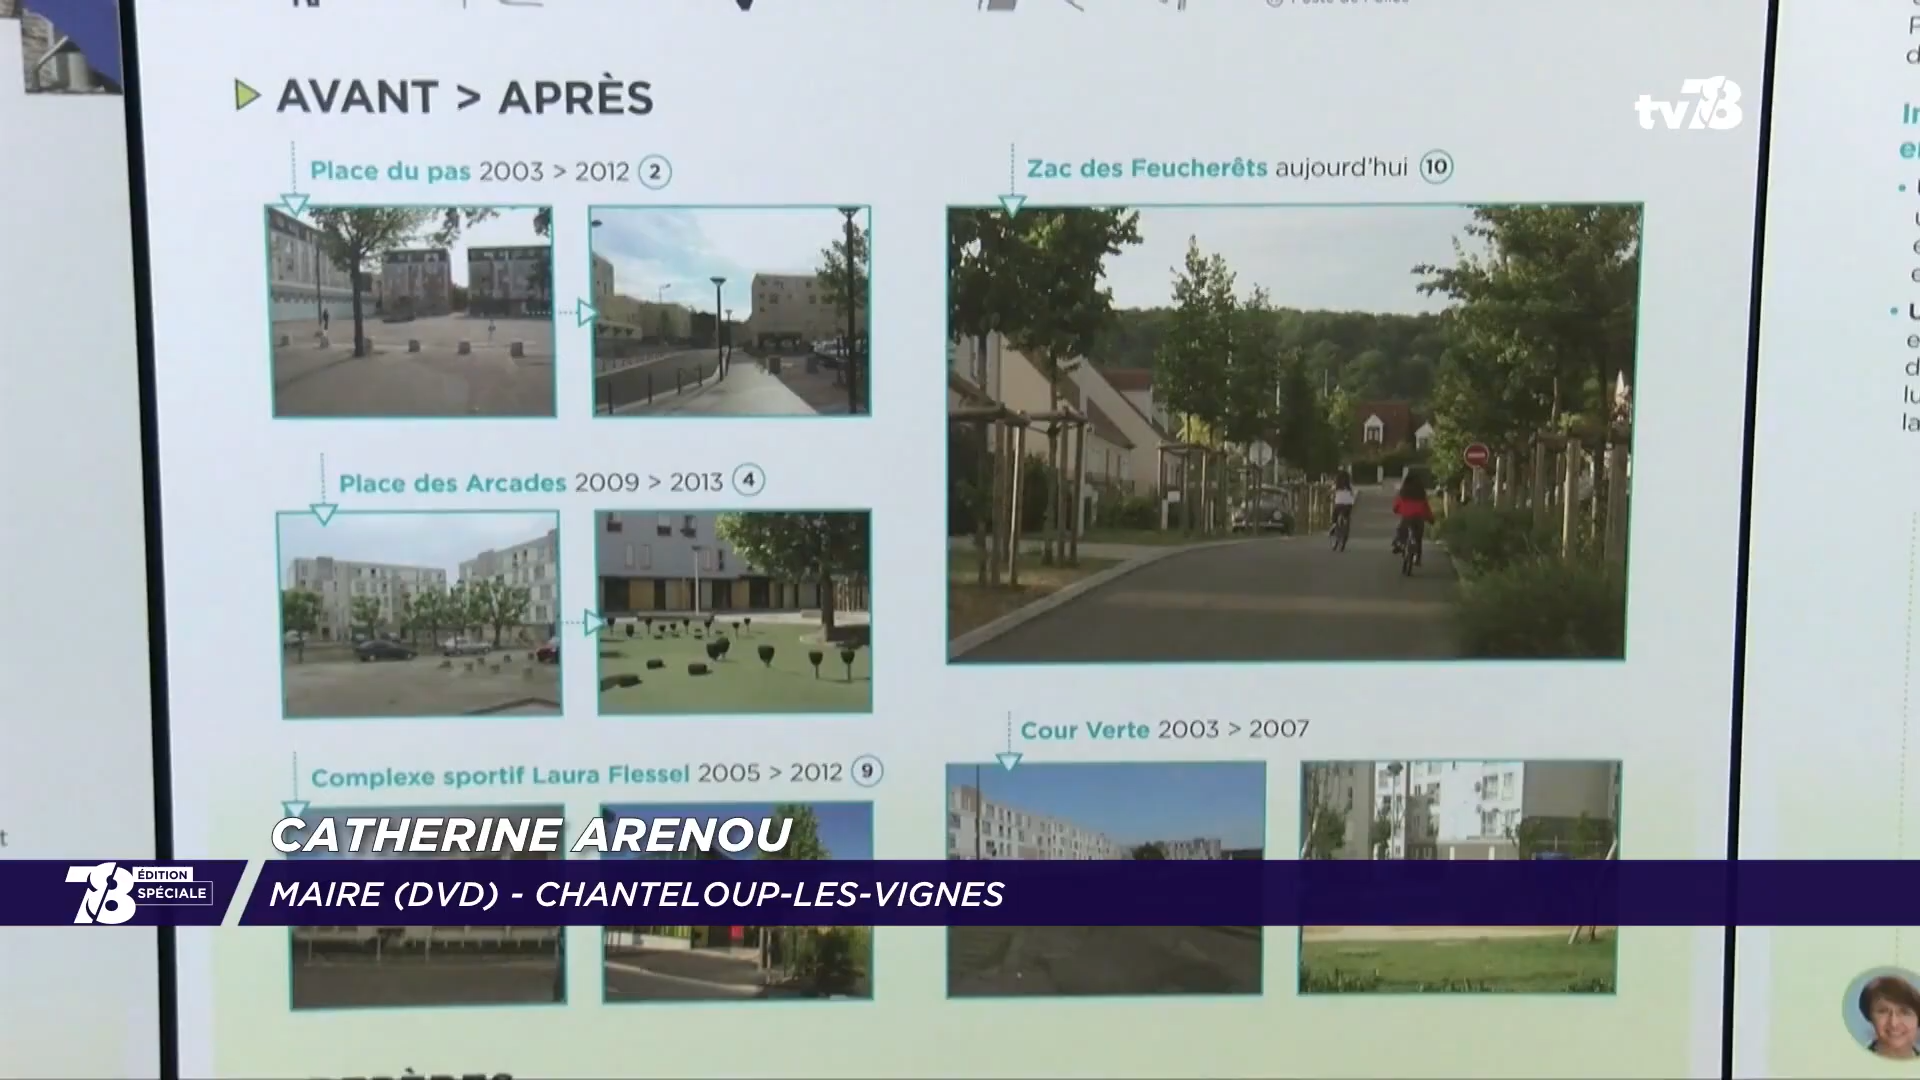 AVANT > APRÈS
tv78
Place du pas 2003 > 2012 2
Zac des Feucherêts aujourd'hui 10
Place des Arcades 2009 > 2013 4
Cour Verte 2003 > 2007
Complexe sportif Laura Flessel 2005 > 2012 9
CATHERINE ARENOU
78 ÉDITION
SPÉCIALE
MAIRE (DVD) - CHANTELOUP-LES-VIGNES